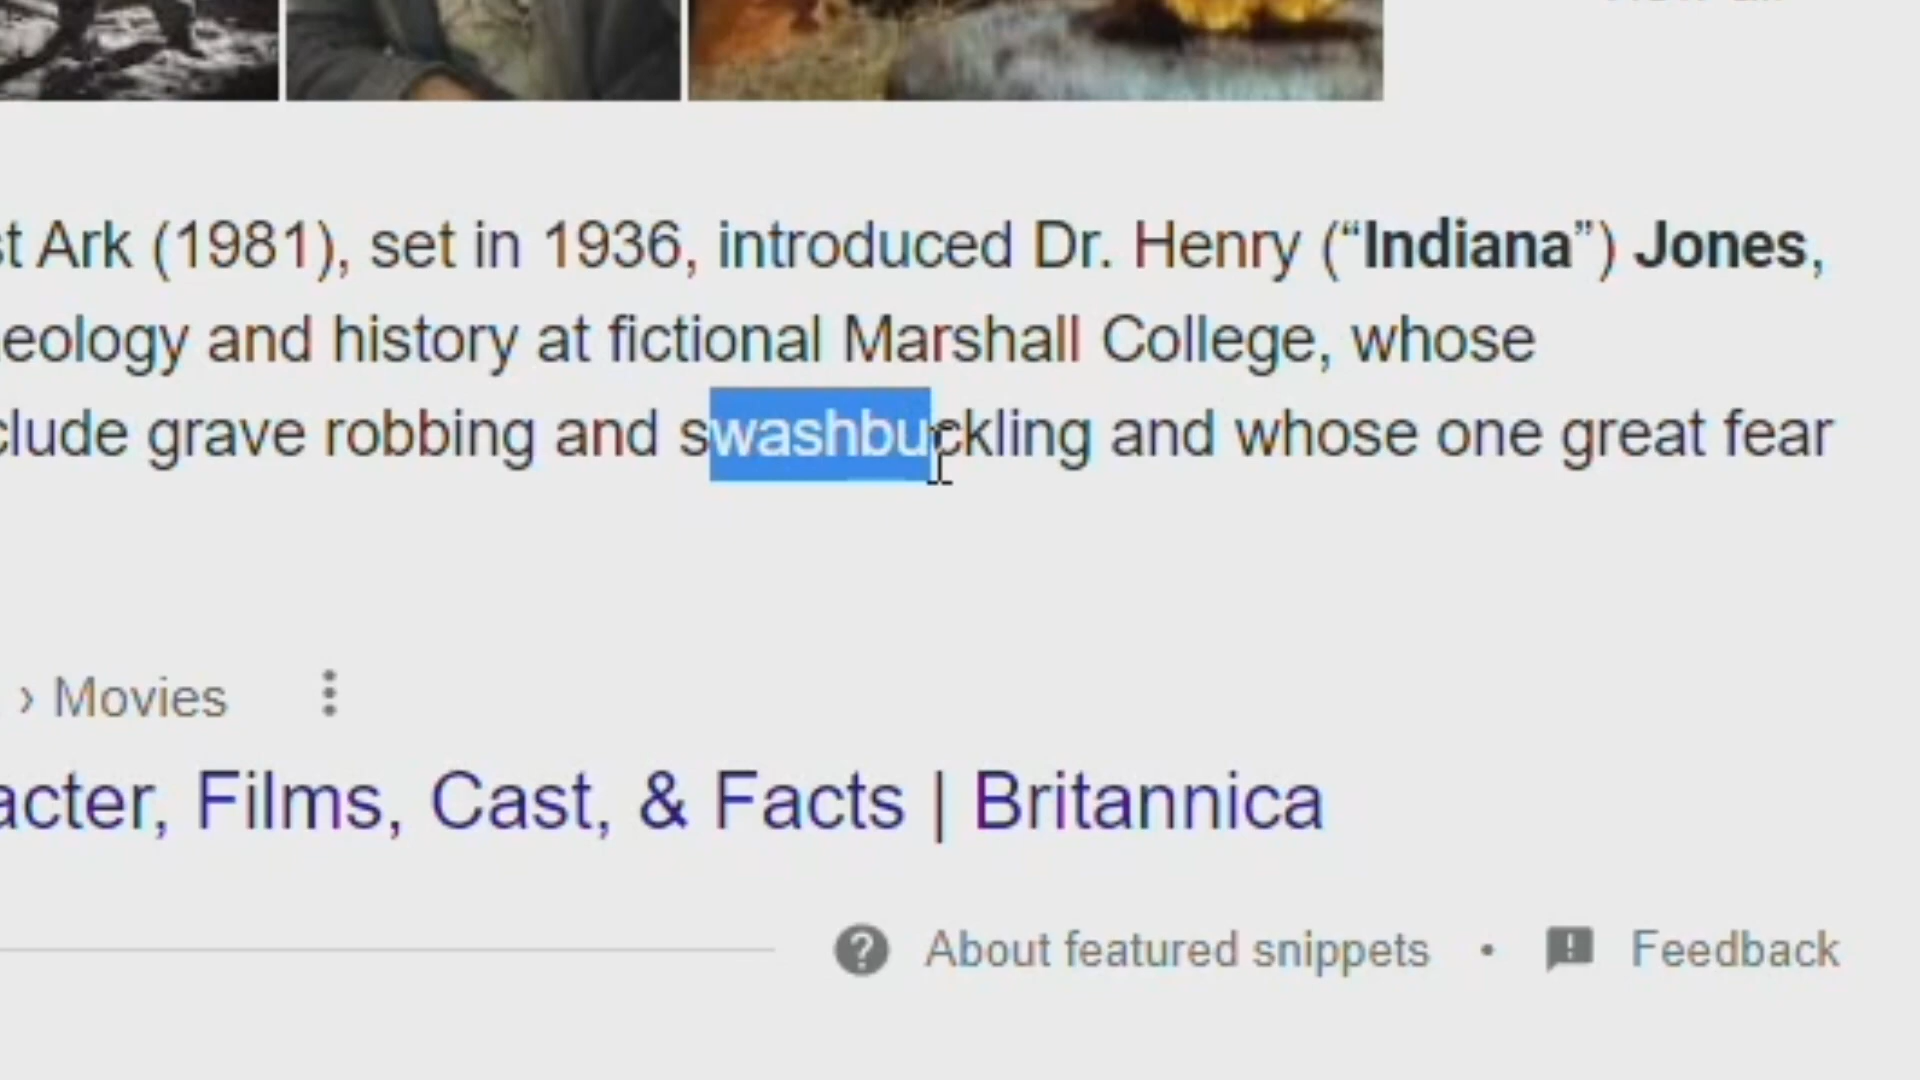 st Ark (1981), set in 1936, introduced Dr. Henry (“Indiana”) Jones,
eology and history at fictional Marshall College, whose
clude grave robbing and swashbuckling and whose one great fear
› Movies
acter, Films, Cast, & Facts | Britannica
About featured snippets • Feedback